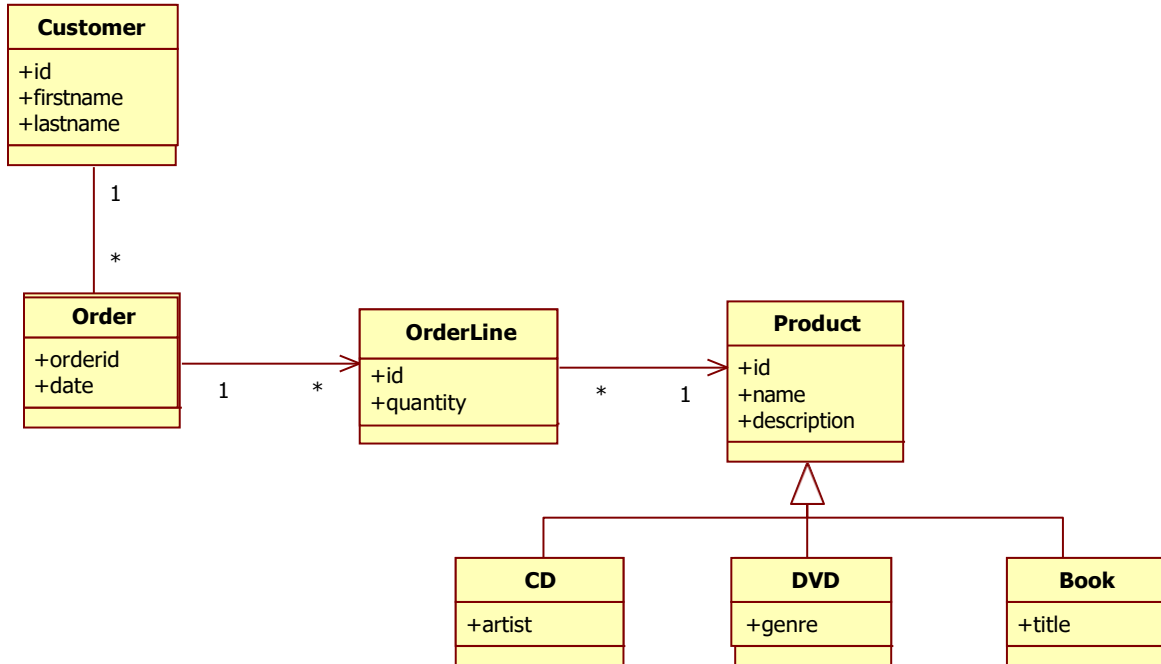 Customer
+id
+firstname
+lastname
1
*
Order
+orderid
+date
1
*
OrderLine
+id
+quantity
*
1
Product
+id
+name
+description
CD
+artist
DVD
+genre
Book
+title